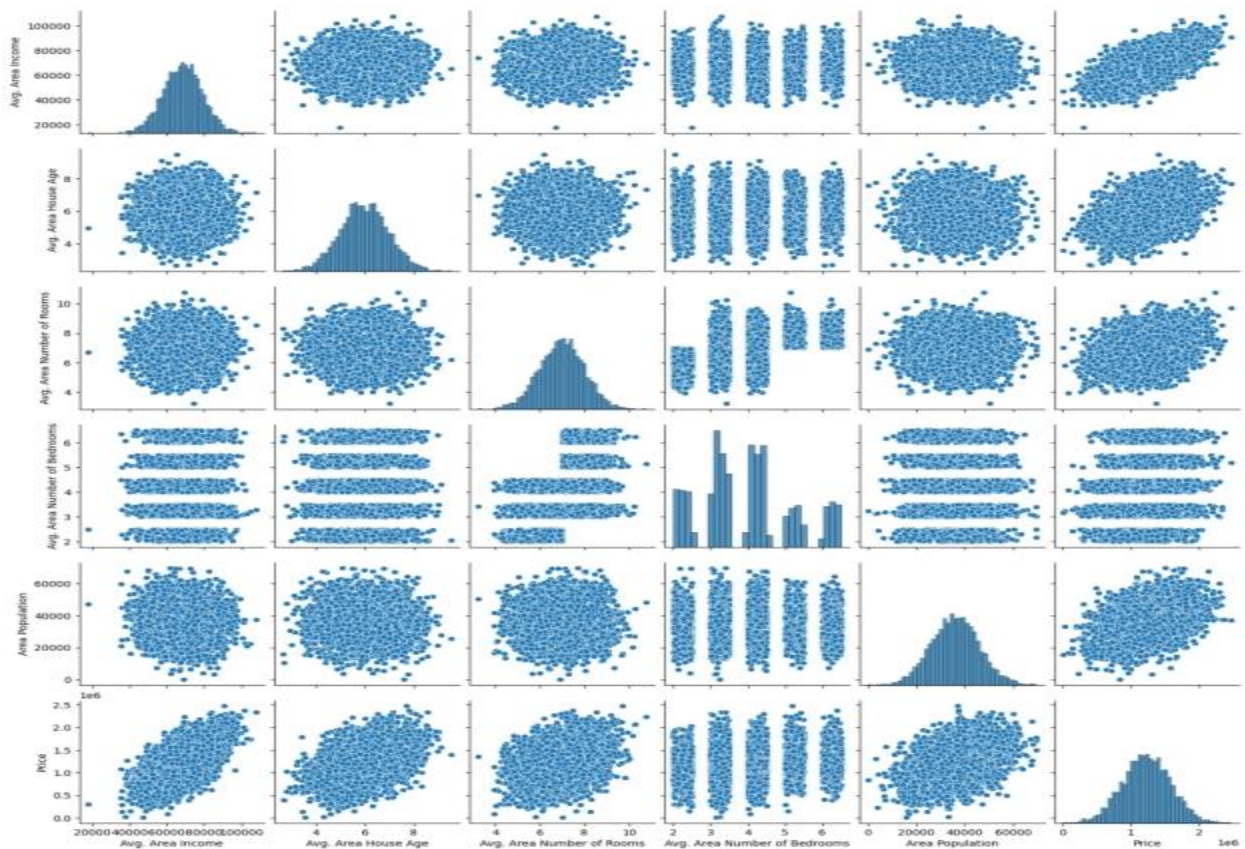 100000
80000
60000
40000
20000
Avg. Area Income
8
6
4
Avg. Area House Age
10
8
6
4
Avg. Area Number of Rooms
6
5
4
3
2
Avg. Area Number of Bedrooms
60000
40000
20000
0
Area Population
1e6
2.5
2.0
1.5
1.0
0.5
0.0
Price
20000 40000 60000 80000 100000 4 6 8 4 6 8 10 2 3 4 5 6 0 20000 40000 60000 0 1 2
1e6
Avg. Area Income Avg. Area House Age Avg. Area Number of Rooms Avg. Area Number of Bedrooms Area Population Price